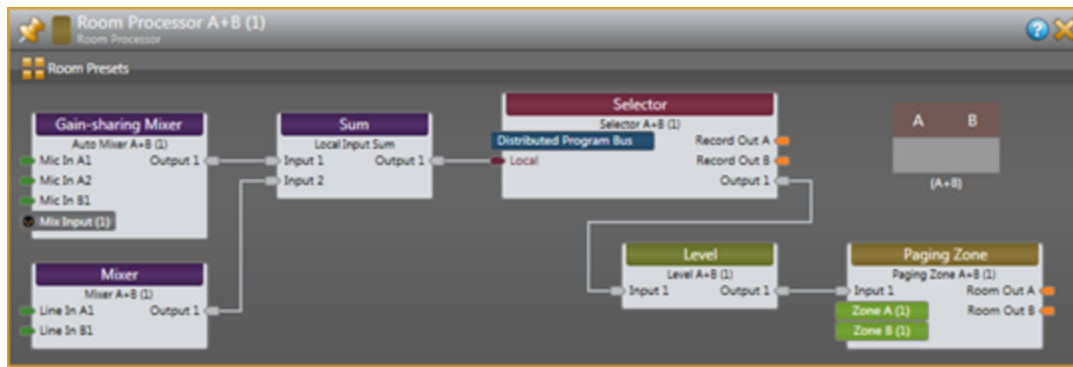 Room Processor A+B (1)
Room Processor
Room Presets
Gain-sharing Mixer
Auto Mixer A+B (1)
Mic In A1
Output 1
Mic In A2
Mic In B1
Mix Input (1)
Mixer
Mixer A+B (1)
Line In A1
Output 1
Line In B1
Sum
Local Input Sum
Input 1
Output 1
Input 2
Selector
Selector A+B (1)
Distributed Program Bus
Record Out A
Local
Record Out B
Output 1
A B
(A+B)
Level
Level A+B (1)
Input 1
Output 1
Paging Zone
Paging Zone A+B (1)
Input 1
Room Out A
Zone A (1)
Room Out B
Zone B (1)